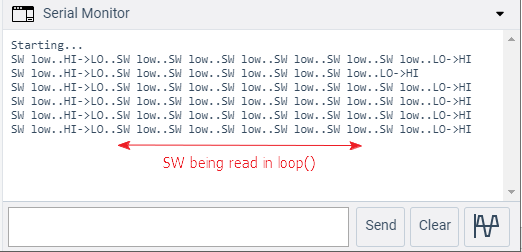 Serial Monitor
Starting...
SW low..HI->LO..SW low..SW low..SW low..SW low..SW low..SW low..LO->HI
SW low..HI->LO..SW low..SW low..SW low..SW low..SW low..LO->HI
SW low..HI->LO..SW low..SW low..SW low..SW low..SW low..SW low..LO->HI
SW low..HI->LO..SW low..SW low..SW low..SW low..SW low..SW low..LO->HI
SW low..HI->LO..SW low..SW low..SW low..SW low..SW low..SW low..LO->HI
SW low..HI->LO..SW low..SW low..SW low..SW low..SW low..SW low..LO->HI
SW being read in loop()
Send Clear